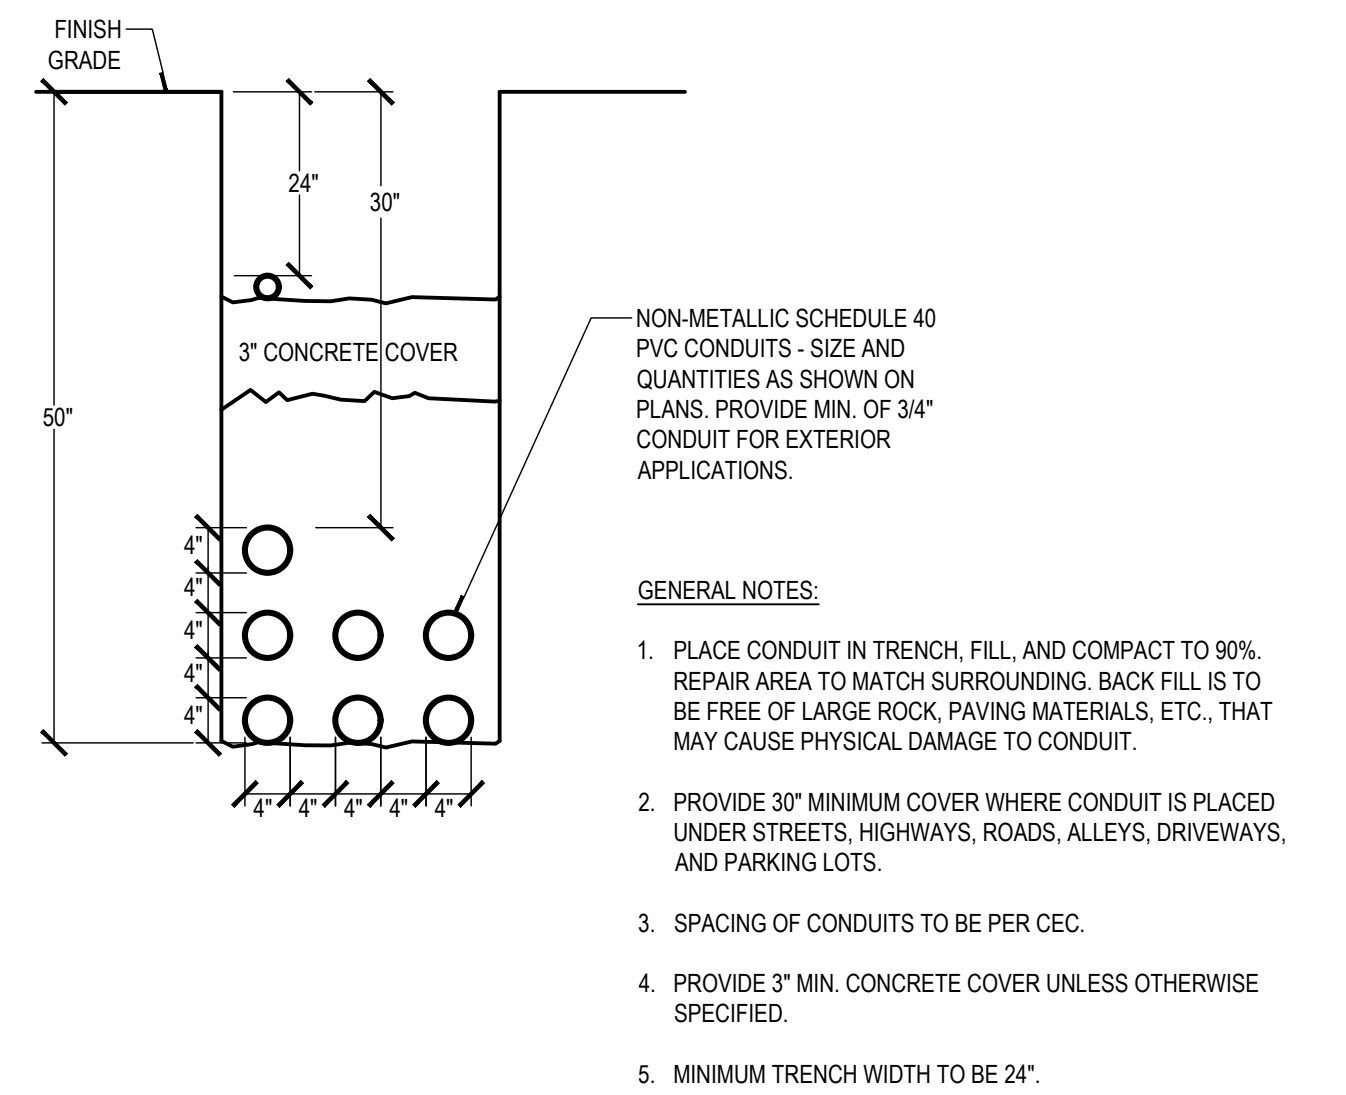 FINISH
GRADE
24"
30"
3" CONCRETE COVER
50"
NON-METALLIC SCHEDULE 40
PVC CONDUITS - SIZE AND
QUANTITIES AS SHOWN ON
PLANS. PROVIDE MIN. OF 3/4"
CONDUIT FOR EXTERIOR
APPLICATIONS.
4"
4"
4"
4"
4"
4" 4" 4" 4" 4"
GENERAL NOTES:
1. PLACE CONDUIT IN TRENCH, FILL, AND COMPACT TO 90%.
REPAIR AREA TO MATCH SURROUNDING. BACK FILL IS TO
BE FREE OF LARGE ROCK, PAVING MATERIALS, ETC., THAT
MAY CAUSE PHYSICAL DAMAGE TO CONDUIT.
2. PROVIDE 30" MINIMUM COVER WHERE CONDUIT IS PLACED
UNDER STREETS, HIGHWAYS, ROADS, ALLEYS, DRIVEWAYS,
AND PARKING LOTS.
3. SPACING OF CONDUITS TO BE PER CEC.
4. PROVIDE 3" MIN. CONCRETE COVER UNLESS OTHERWISE
SPECIFIED.
5. MINIMUM TRENCH WIDTH TO BE 24".